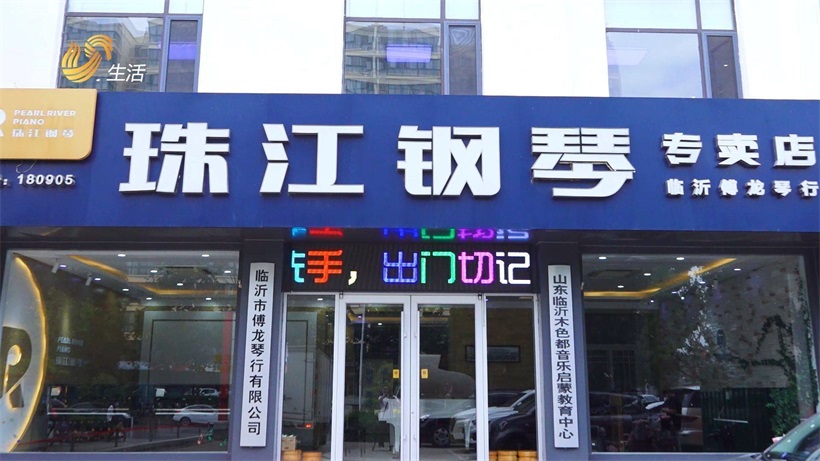 生活
PEARL RIVER
PIANO
珠江钢琴
珠江钢琴
专卖店
临沂傅龙琴行
: 180905
手，出门切记
临沂市傅龙琴行有限公司
山东临沂木色都音乐启蒙教育中心
R